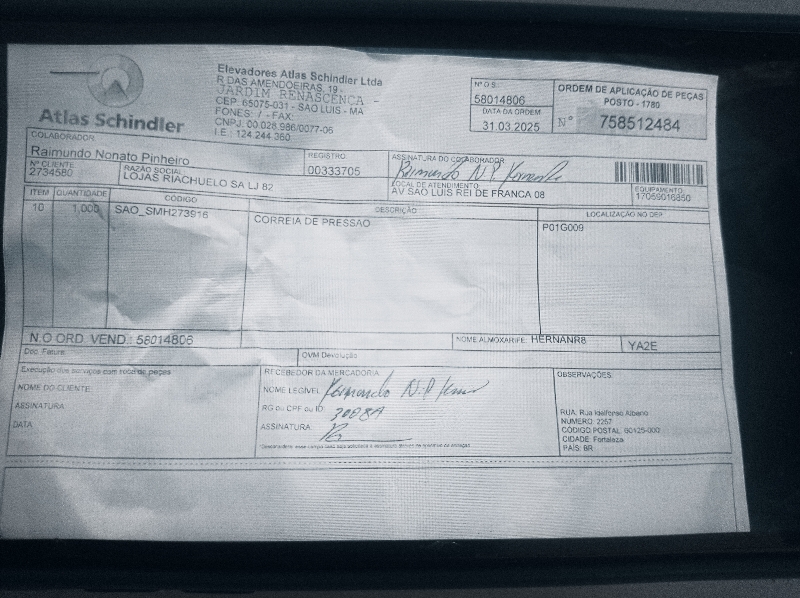 Atlas Schindler
Elevadores Atlas Schindler Ltda
R DAS AMENDOEIRAS, 19 -
JARDIM RENASCENCA -
CEP: 65075-031 - SAO LUIS - MA
FONES: / - FAX:
CNPJ: 00.028.986/0077-06
I.E.: 124.244.360
Nº O.S.
58014806
DATA DA ORDEM
31.03.2025
ORDEM DE APLICAÇÃO DE PEÇAS
POSTO - 1780
Nº 758512484
COLABORADOR
Raimundo Nonato Pinheiro
REGISTRO
00333705
ASSINATURA DO COLABORADOR
Raimundo N.P.
Nº CLIENTE
2734580
RAZÃO SOCIAL
LOJAS RIACHUELO SA LJ 82
LOCAL DE ATENDIMENTO
AV SAO LUIS REI DE FRANCA 08
EQUIPAMENTO
17059016850
ITEM QUANTIDADE CÓDIGO DESCRIÇÃO LOCALIZAÇÃO NO DEP.
10 1,000 SAO_SMH273916 CORREIA DE PRESSAO P01G009
N.O ORD. VEND.: 58014806
NOME ALMOXARIFE: HERNANR8
YA2E
Doc Fatura
OVM Devolução
Execução dos serviços com troca de peças
NOME DO CLIENTE
ASSINATURA
DATA
RECEBEDOR DA MERCADORIA
NOME LEGÍVEL: N.P
RG ou CPF ou ID:
ASSINATURA:
OBSERVAÇÕES:
RUA: Rua Idelfonso Albano
NUMERO: 2257
CÓDIGO POSTAL: 60125-000
CIDADE: Fortaleza
PAÍS: BR